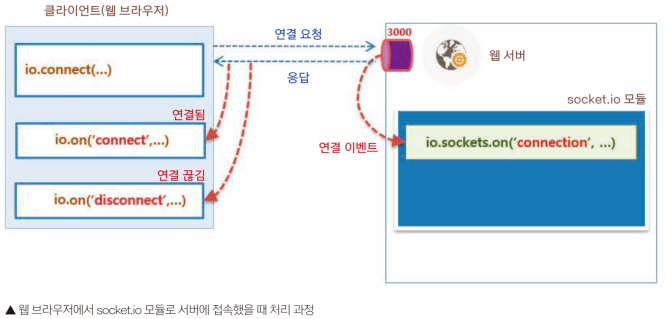 클라이언트(웹 브라우저)
io.connect(...)
연결 요청
응답
3000
웹 서버
socket.io 모듈
연결됨
io.on('connect',...)
연결 이벤트
io.sockets.on('connection', ...)
연결 끊김
io.on('disconnect',...)
▲ 웹 브라우저에서 socket.io 모듈로 서버에 접속했을 때 처리 과정